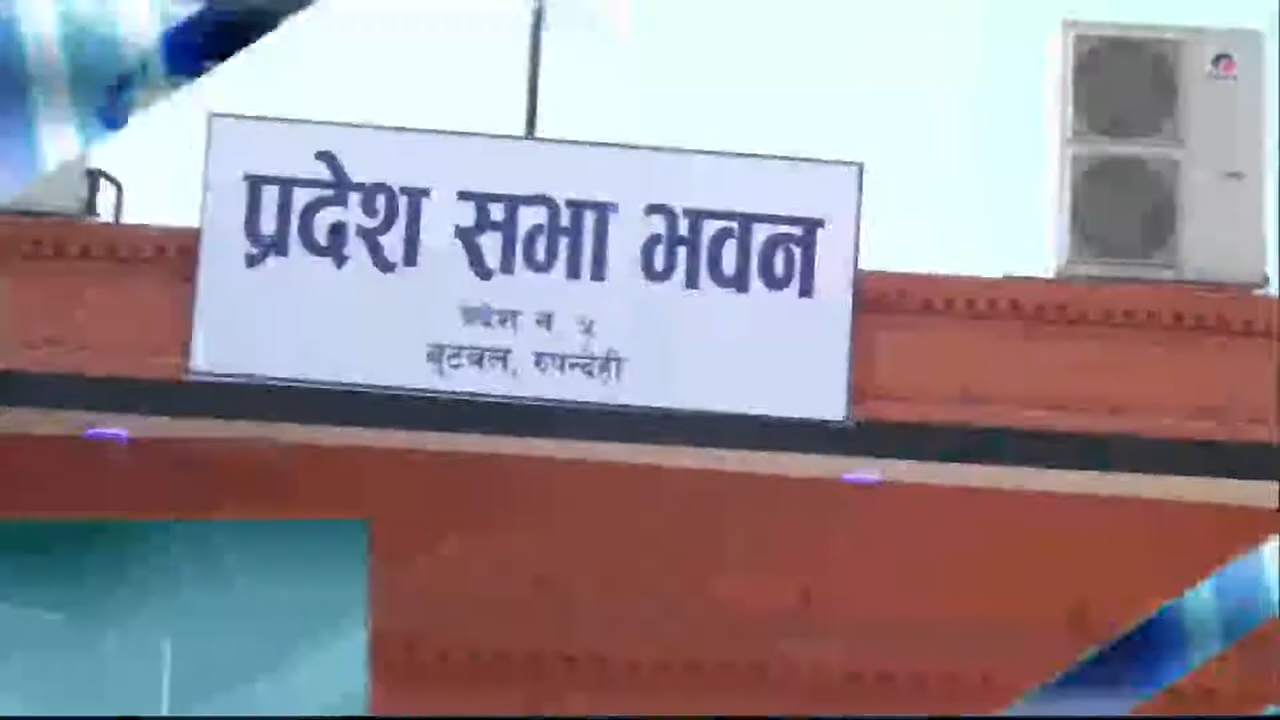 प्रदेश सभा भवन
प्रदेश नं ५
बुटवल, रुपन्देही